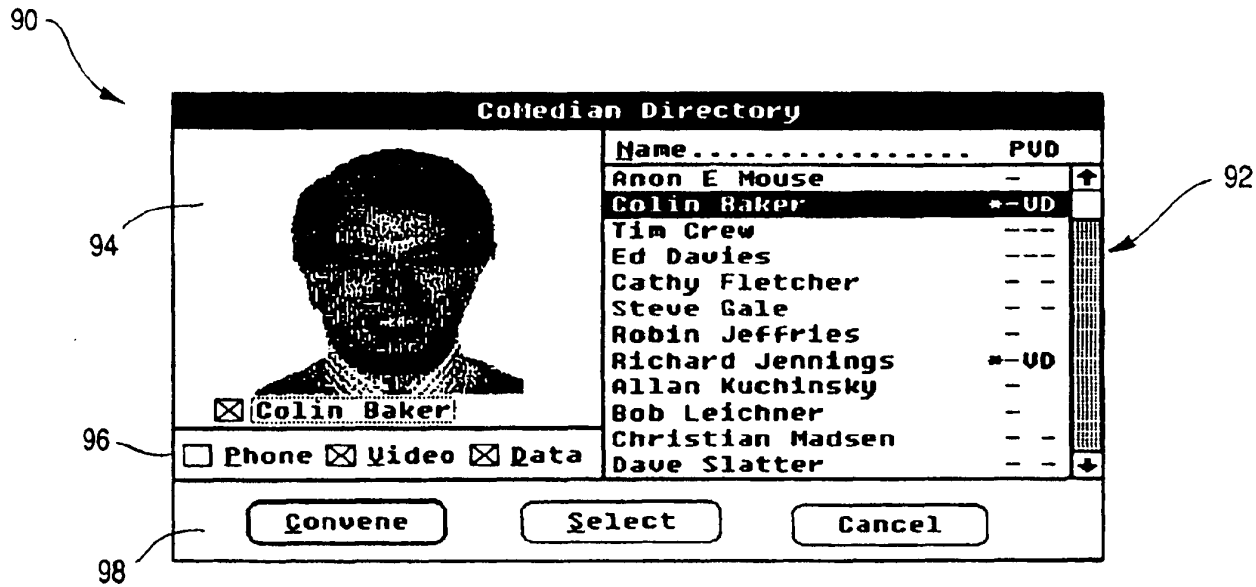 90
CoMedian Directory
Name................ PVD
Anon E Mouse -
Colin Baker *-VD
Tim Crew ---
Ed Davies ---
Cathy Fletcher -
Steve Gale - -
Robin Jeffries -
Richard Jennings *-VD
Allan Kuchinsky -
Bob Leichner -
Christian Madsen - -
Dave Slatter - -
92
94
Colin Baker
96
Phone Video Data
Convene Select Cancel
98